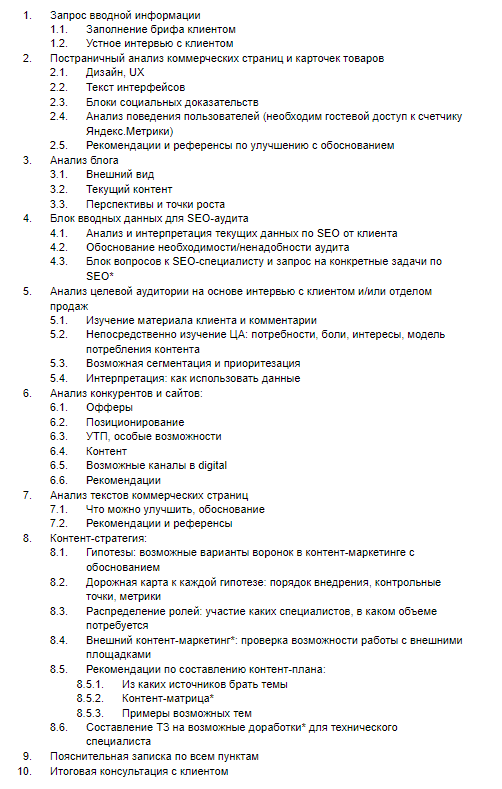 1. Запрос вводной информации
1.1. Заполнение брифа клиентом
1.2. Устное интервью с клиентом
2. Постраничный анализ коммерческих страниц и карточек товаров
2.1. Дизайн, UX
2.2. Текст интерфейсов
2.3. Блоки социальных доказательств
2.4. Анализ поведения пользователей (необходим гостевой доступ к счетчику
Яндекс.Метрики)
2.5. Рекомендации и референсы по улучшению с обоснованием
3. Анализ блога
3.1. Внешний вид
3.2. Текущий контент
3.3. Перспективы и точки роста
4. Блок вводных данных для SEO-аудита
4.1. Анализ и интерпретация текущих данных по SEO от клиента
4.2. Обоснование необходимости/ненадобности аудита
4.3. Блок вопросов к SEO-специалисту и запрос на конкретные задачи по
SEO*
5. Анализ целевой аудитории на основе интервью с клиентом и/или отделом
продаж
5.1. Изучение материала клиента и комментарии
5.2. Непосредственно изучение ЦА: потребности, боли, интересы, модель
потребления контента
5.3. Возможная сегментация и приоритезация
5.4. Интерпретация: как использовать данные
6. Анализ конкурентов и сайтов:
6.1. Офферы
6.2. Позиционирование
6.3. УТП, особые возможности
6.4. Контент
6.5. Возможные каналы в digital
6.6. Рекомендации
7. Анализ текстов коммерческих страниц
7.1. Что можно улучшить, обоснование
7.2. Рекомендации и референсы
8. Контент-стратегия:
8.1. Гипотезы: возможные варианты воронок в контент-маркетинге с
обоснованием
8.2. Дорожная карта к каждой гипотезе: порядок внедрения, контрольные
точки, метрики
8.3. Распределение ролей: участие каких специалистов, в каком объеме
потребуется
8.4. Внешний контент-маркетинг*: проверка возможности работы с внешними
площадками
8.5. Рекомендации по составлению контент-плана:
8.5.1. Из каких источников брать темы
8.5.2. Контент-матрица*
8.5.3. Примеры возможных тем
8.6. Составление ТЗ на возможные доработки* для технического
специалиста
9. Пояснительная записка по всем пунктам
10. Итоговая консультация с клиентом